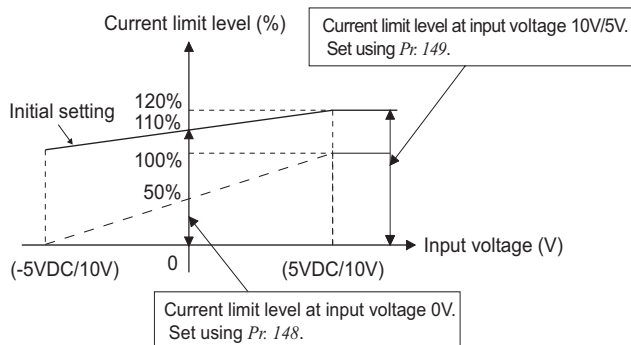 Current limit level (%)
Current limit level at input voltage 10V/5V.
Set using Pr. 149.
Initial setting
120%
110%
100%
50%
Input voltage (V)
(-5VDC/10V)
0
(5VDC/10V)
Current limit level at input voltage 0V.
Set using Pr. 148.